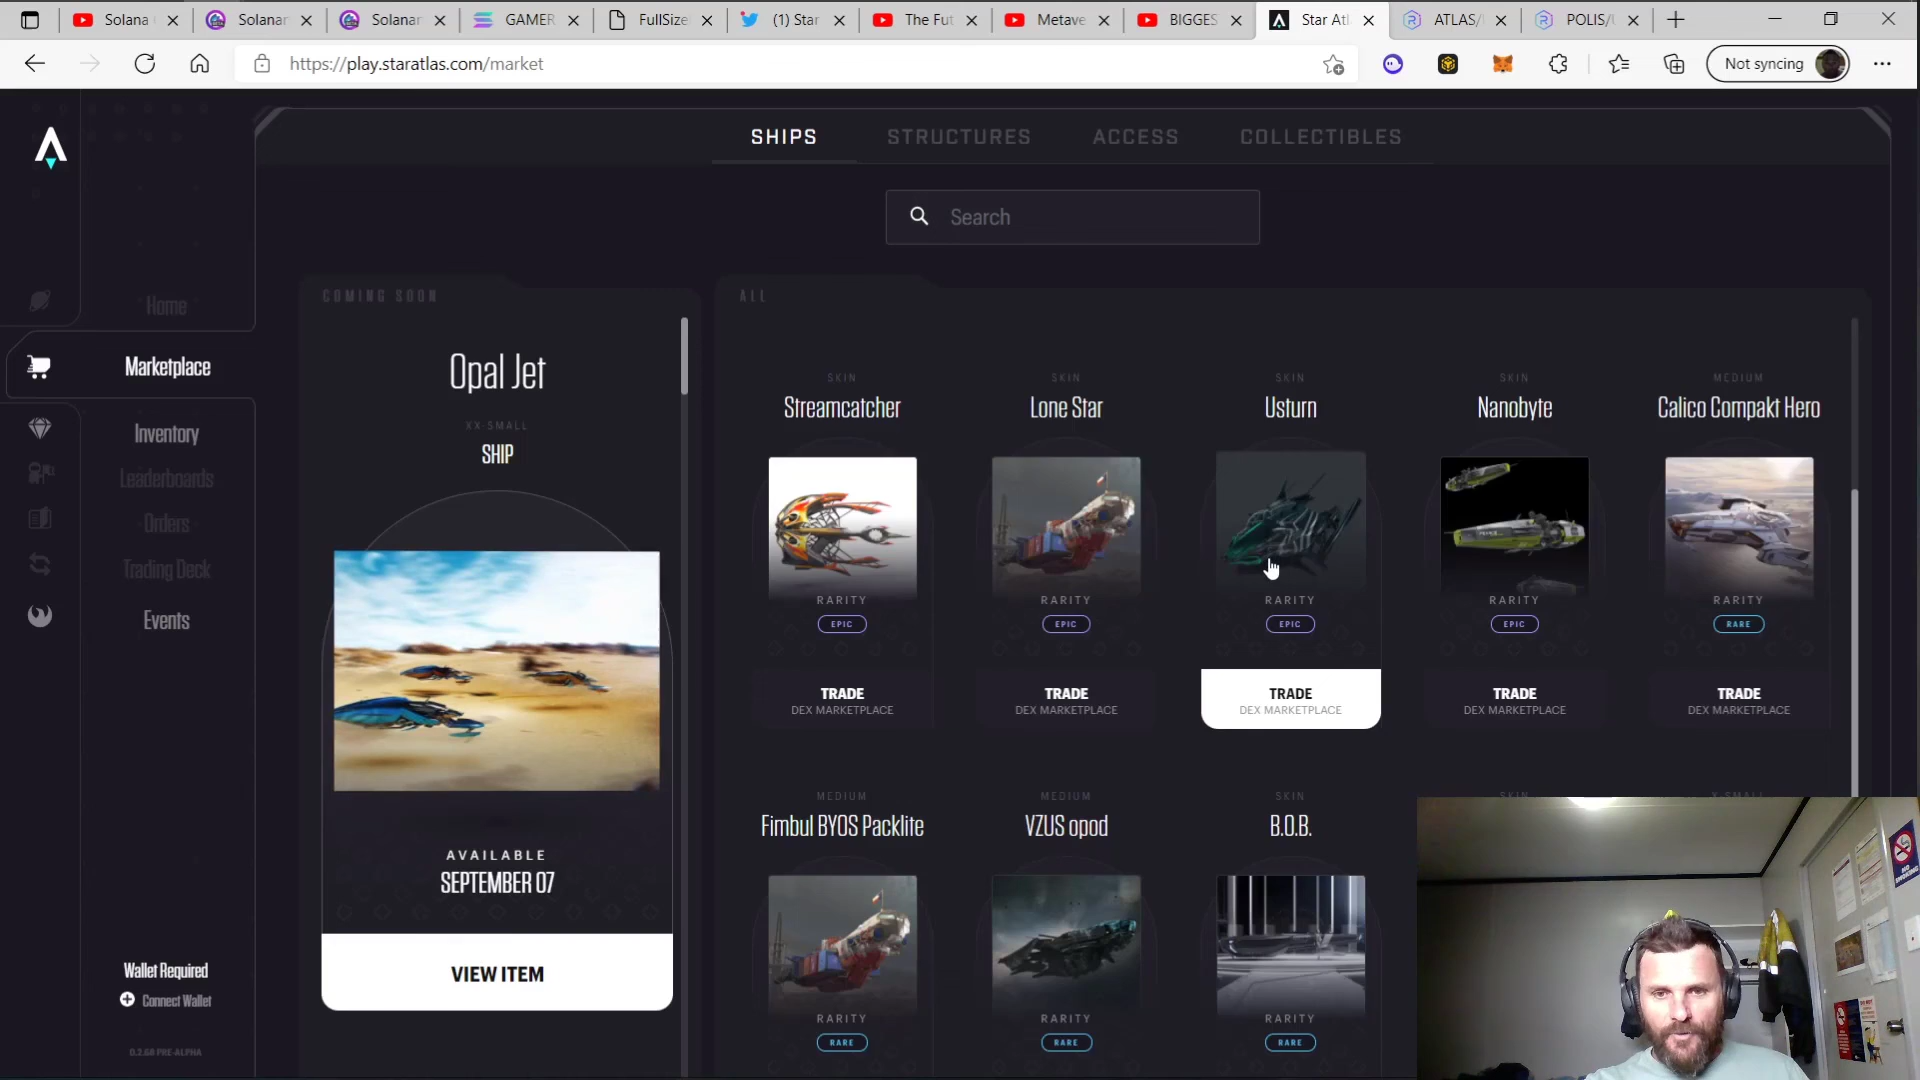 Solana
Solanar
Solanar
GAMER
FullSize
(1) Star
The Fut
Metave
BIGGES
Star Atl
ATLAS/
POLIS/
https://play.staratlas.com/market
Not syncing
SHIPS
STRUCTURES
ACCESS
COLLECTIBLES
Search
Home
Marketplace
Inventory
Leaderboards
Orders
Trading Deck
Events
Wallet Required
Connect Wallet
0.2.68 PRE-ALPHA
COMING SOON
Opal Jet
XX-SMALL
SHIP
AVAILABLE
SEPTEMBER 07
VIEW ITEM
ALL
SKIN
Streamcatcher
RARITY
EPIC
TRADE
DEX MARKETPLACE
SKIN
Lone Star
RARITY
EPIC
TRADE
DEX MARKETPLACE
SKIN
Usturn
RARITY
EPIC
TRADE
DEX MARKETPLACE
SKIN
Nanobyte
RARITY
EPIC
TRADE
DEX MARKETPLACE
MEDIUM
Calico Compakt Hero
RARITY
RARE
TRADE
DEX MARKETPLACE
MEDIUM
Fimbul BYOS Packlite
RARITY
RARE
MEDIUM
VZUS opod
RARITY
RARE
SKIN
B.O.B.
RARITY
RARE